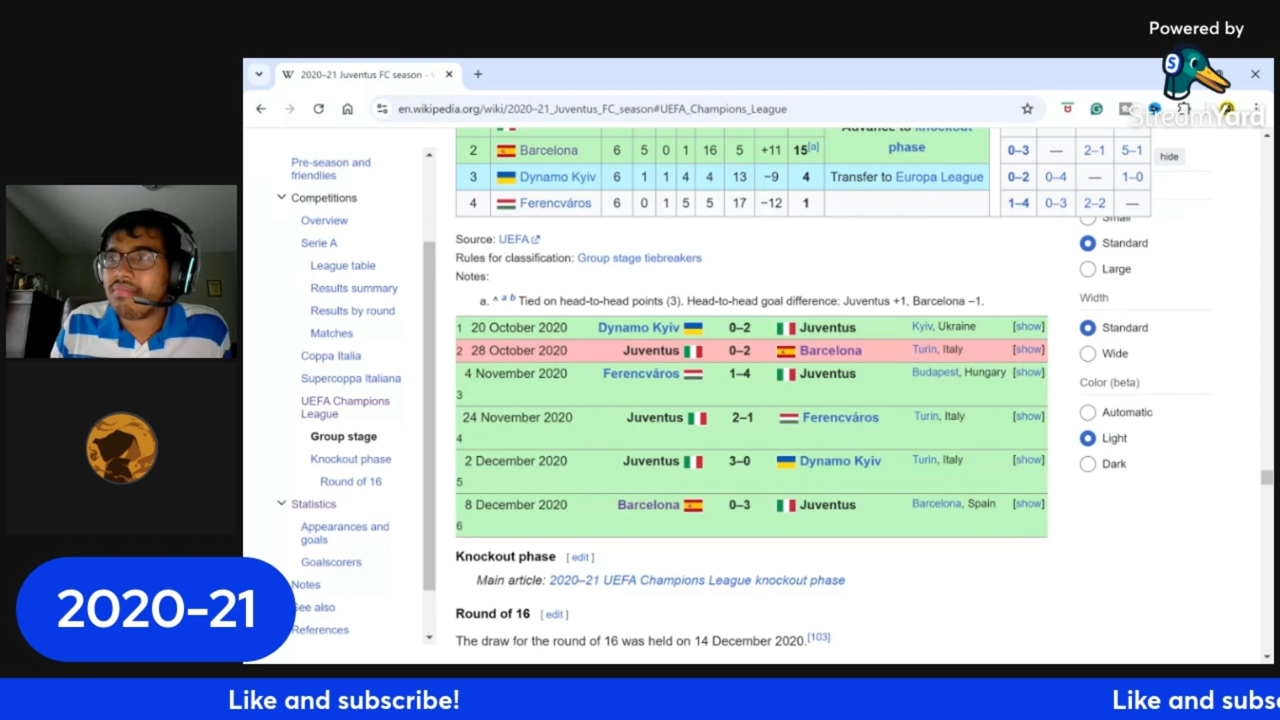 Powered by
StreamYard
2020–21 Juventus FC season -
en.wikipedia.org/wiki/2020–21_Juventus_FC_season#UEFA_Champions_League
Pre-season and
friendlies
Competitions
Overview
Serie A
League table
Results summary
Results by round
Matches
Coppa Italia
Supercoppa Italiana
UEFA Champions
League
Group stage
Knockout phase
Round of 16
Statistics
Appearances and
goals
Goalscorers
Notes
See also
References
Advance to knockout
phase
2 Barcelona 6 5 0 1 16 5 +11 15[a] 0–3 — 2–1 5–1
3 Dynamo Kyiv 6 1 1 4 4 13 −9 4 Transfer to Europa League 0–2 0–4 — 1–0
4 Ferencváros 6 0 1 5 5 17 −12 1 1–4 0–3 2–2 —
Source: UEFA
Rules for classification: Group stage tiebreakers
Notes:
a. ^ a b Tied on head-to-head points (3). Head-to-head goal difference: Juventus +1, Barcelona −1.
1 20 October 2020 Dynamo Kyiv 0–2 Juventus Kyiv, Ukraine [show]
2 28 October 2020 Juventus 0–2 Barcelona Turin, Italy [show]
4 November 2020 Ferencváros 1–4 Juventus Budapest, Hungary [show]
3
24 November 2020 Juventus 2–1 Ferencváros Turin, Italy [show]
4
2 December 2020 Juventus 3–0 Dynamo Kyiv Turin, Italy [show]
5
8 December 2020 Barcelona 0–3 Juventus Barcelona, Spain [show]
6
Knockout phase [ edit ]
Main article: 2020–21 UEFA Champions League knockout phase
Round of 16 [ edit ]
The draw for the round of 16 was held on 14 December 2020.[103]
hide
Small
Standard
Large
Width
Standard
Wide
Color (beta)
Automatic
Light
Dark
2020-21
Like and subscribe!
Like and subs